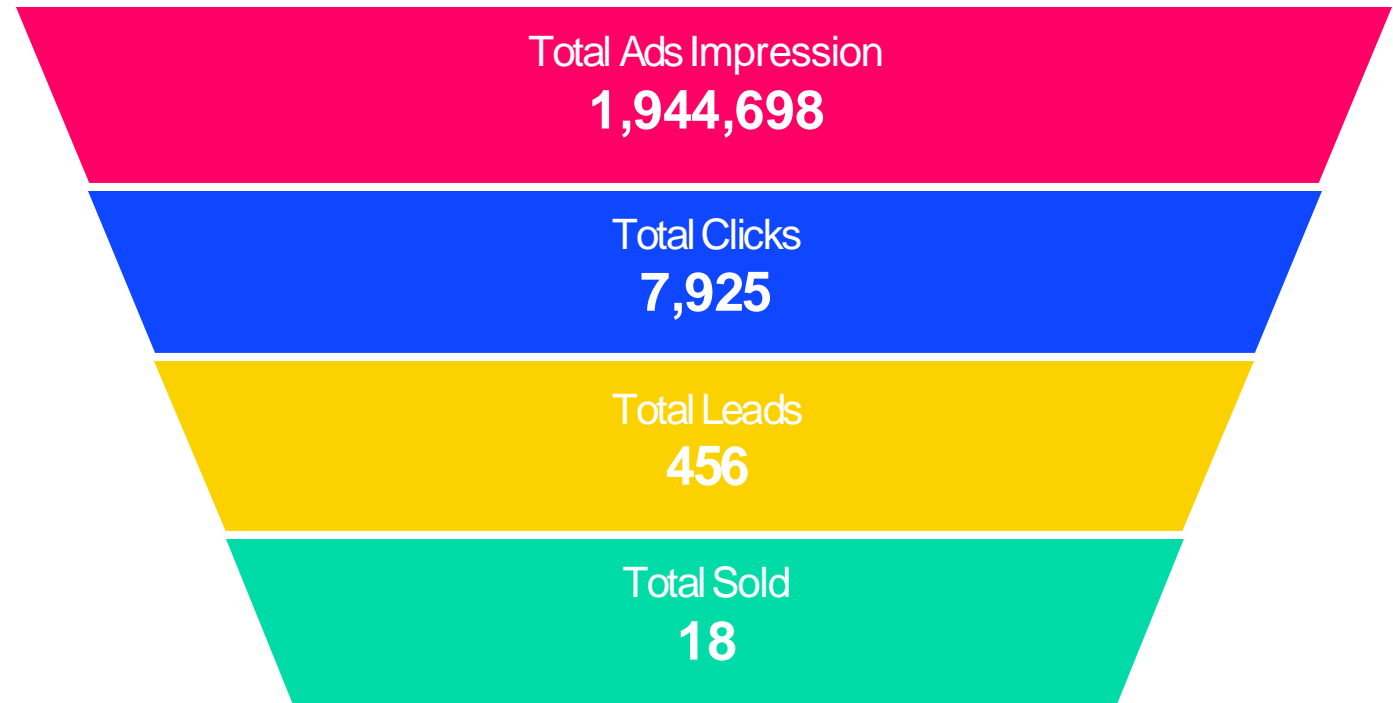 Total Ads Impression
1,944,698
Total Clicks
7,925
Total Leads
456
Total Sold
18